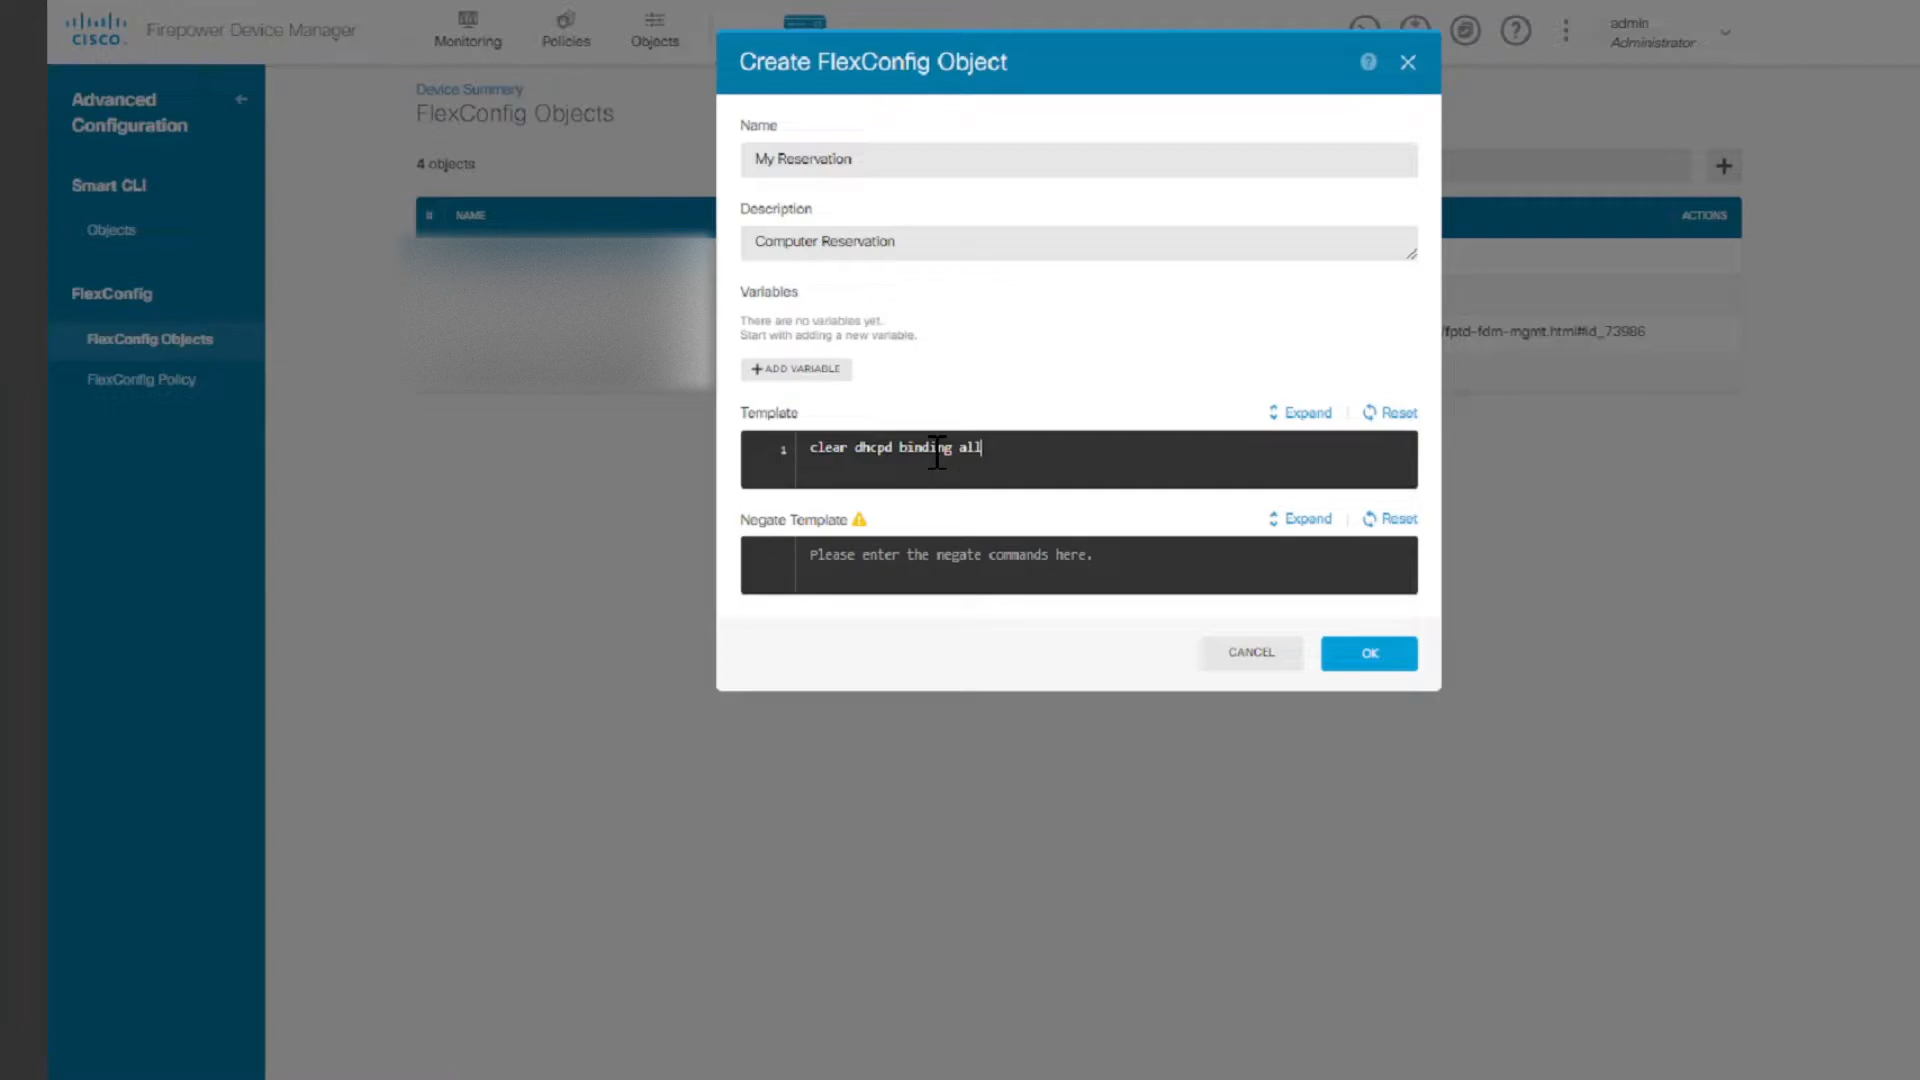 CISCO
Firepower Device Manager
Monitoring
Policies
Objects
admin
Administrator
Advanced
Configuration
Smart CLI
Objects
FlexConfig
FlexConfig Objects
FlexConfig Policy
Device Summary
FlexConfig Objects
4 objects
# NAME
ACTIONS
/fptd-fdm-mgmt.html#id_73986
Create FlexConfig Object
Name
My Reservation
Description
Computer Reservation
Variables
There are no variables yet.
Start with adding a new variable.
+ ADD VARIABLE
Template
Expand
Reset
1 clear dhcpd binding all
Negate Template
Expand
Reset
Please enter the negate commands here.
CANCEL
OK